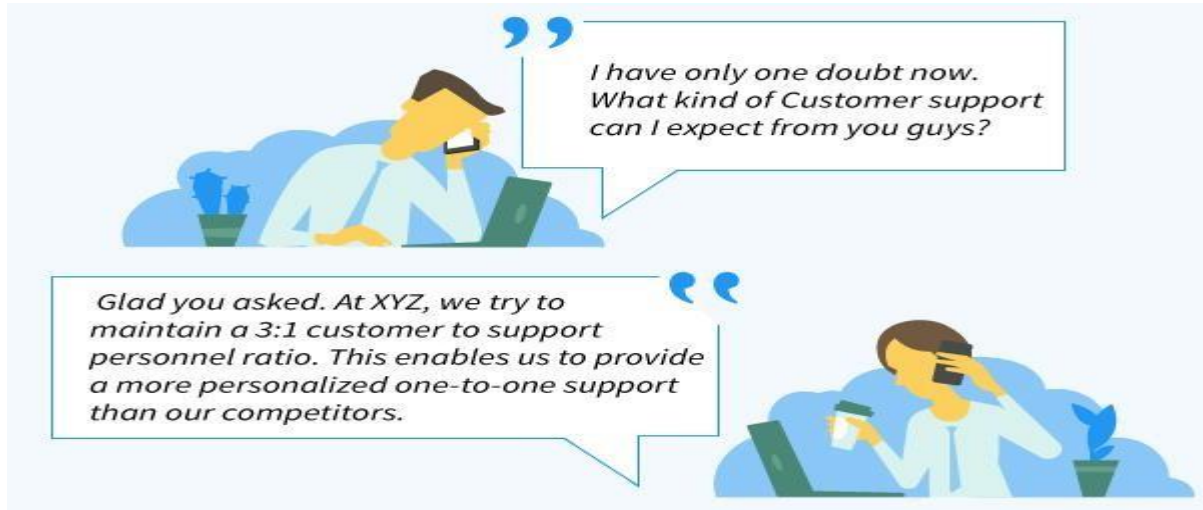 I have only one doubt now.
What kind of Customer support
can I expect from you guys?
Glad you asked. At XYZ, we try to
maintain a 3:1 customer to support
personnel ratio. This enables us to provide
a more personalized one-to-one support
than our competitors.